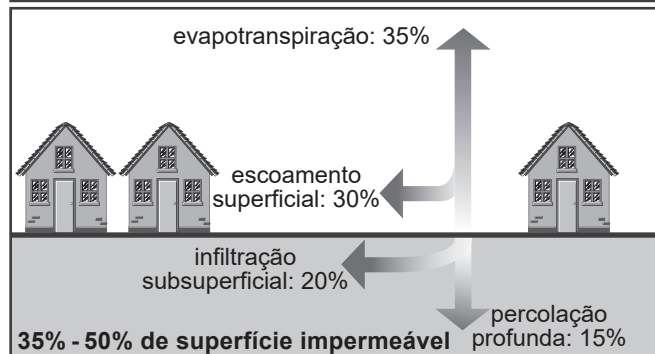 evapotranspiração: 35%
escoamento
superficial: 30%
infiltração
subsuperficial: 20%
percolação
profunda: 15%
35% - 50% de superfície impermeável